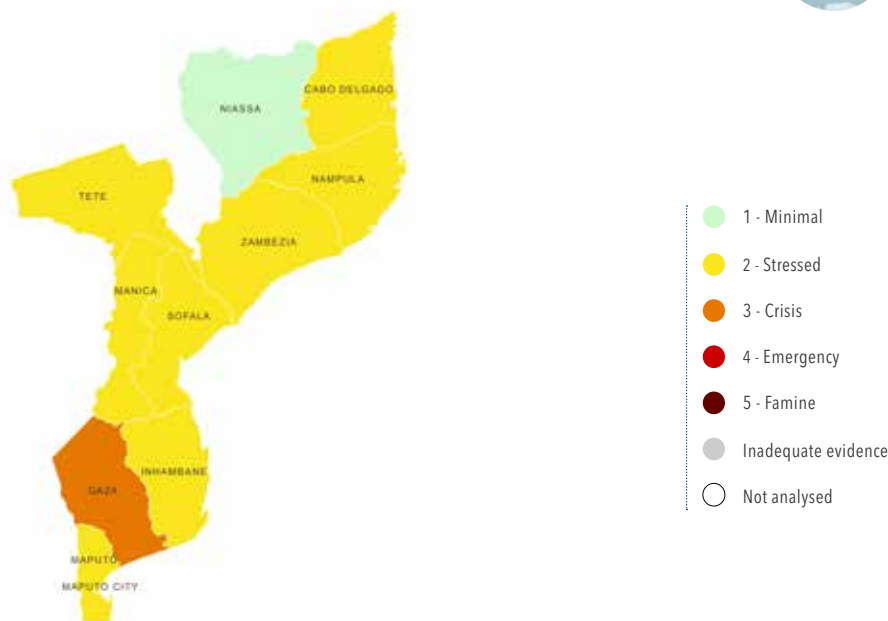 CABO DELGADO
NIASSA
NAMPULA
TETE
ZAMBEZIA
MANICA
SOFALA
INHAMBANE
GAZA
MAPUTO
MAPUTO CITY
1 - Minimal
2 - Stressed
3 - Crisis
4 - Emergency
5 - Famine
Inadequate evidence
Not analysed